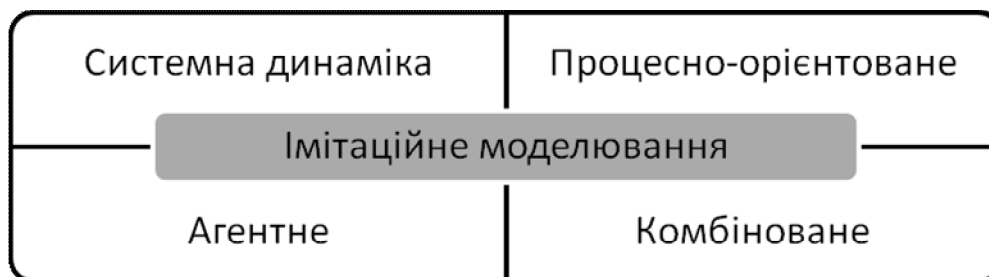 Системна динаміка
Процесно-орієнтоване
Імітаційне моделювання
Агентне
Комбіноване